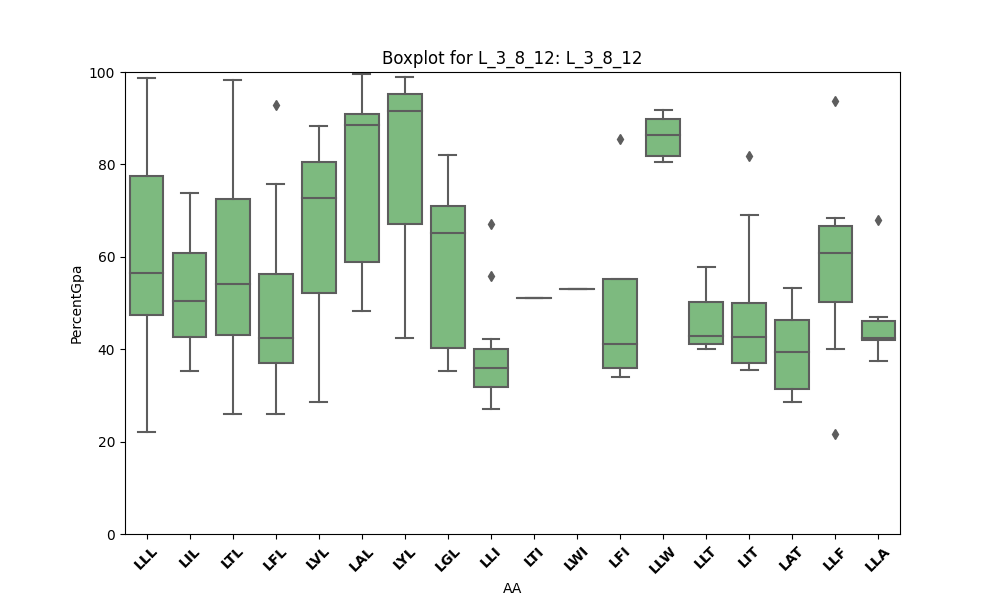 Boxplot for L_3_8_12: L_3_8_12
100
80
60
40
20
0
PercentGpa
LLL LIL LTL LFL LVL LAL LYL LGL LLI LTI LWI LFI LLW LLT LIT LAT LLF LLA
AA